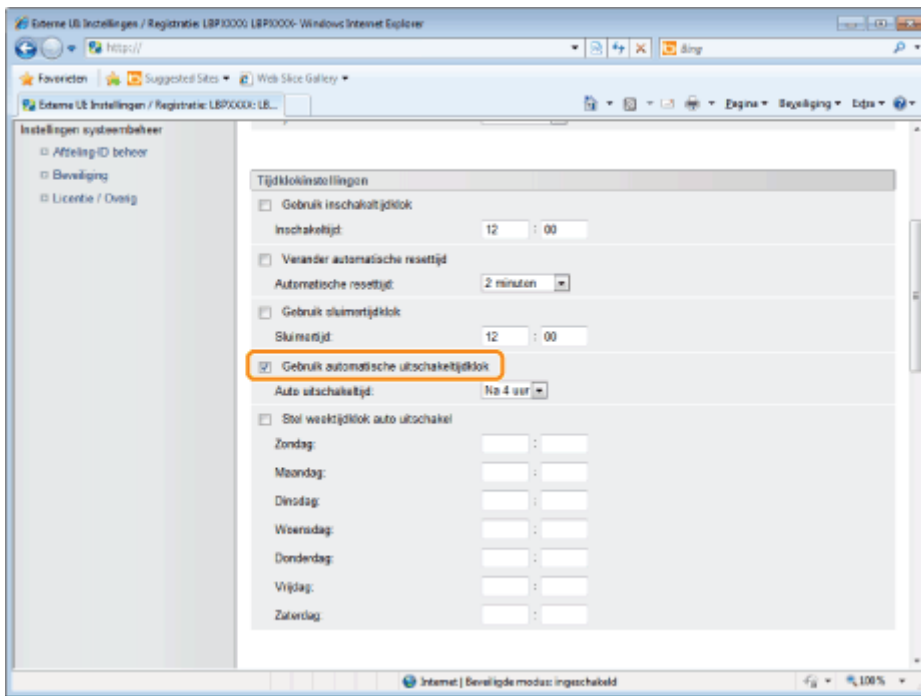 Externe UI: Instellingen / Registratie: LBPXXXX: LBPXXXX- Windows Internet Explorer
http://
Bing
Favorieten Suggested Sites Web Slice Gallery
Externe UI: Instellingen / Registratie: LBPXXXX: LB...
Pagina Beveiliging Extra
Instellingen systeembeheer
Afdeling-ID beheer
Beveiliging
Licentie / Overig
Tijdklokinstellingen
Gebruik inschakeltijdklok
Inschakeltijd: 12 : 00
Verander automatische resettijd
Automatische resettijd: 2 minuten
Gebruik sluimertijdklok
Sluimertijd: 12 : 00
Gebruik automatische uitschakeltijdklok
Auto uitschakeltijd: Na 4 uur
Stel weektijdklok auto uitschakel
Zondag: :
Maandag: :
Dinsdag: :
Woensdag: :
Donderdag: :
Vrijdag: :
Zaterdag: :
Internet | Beveiligde modus: ingeschakeld
100%